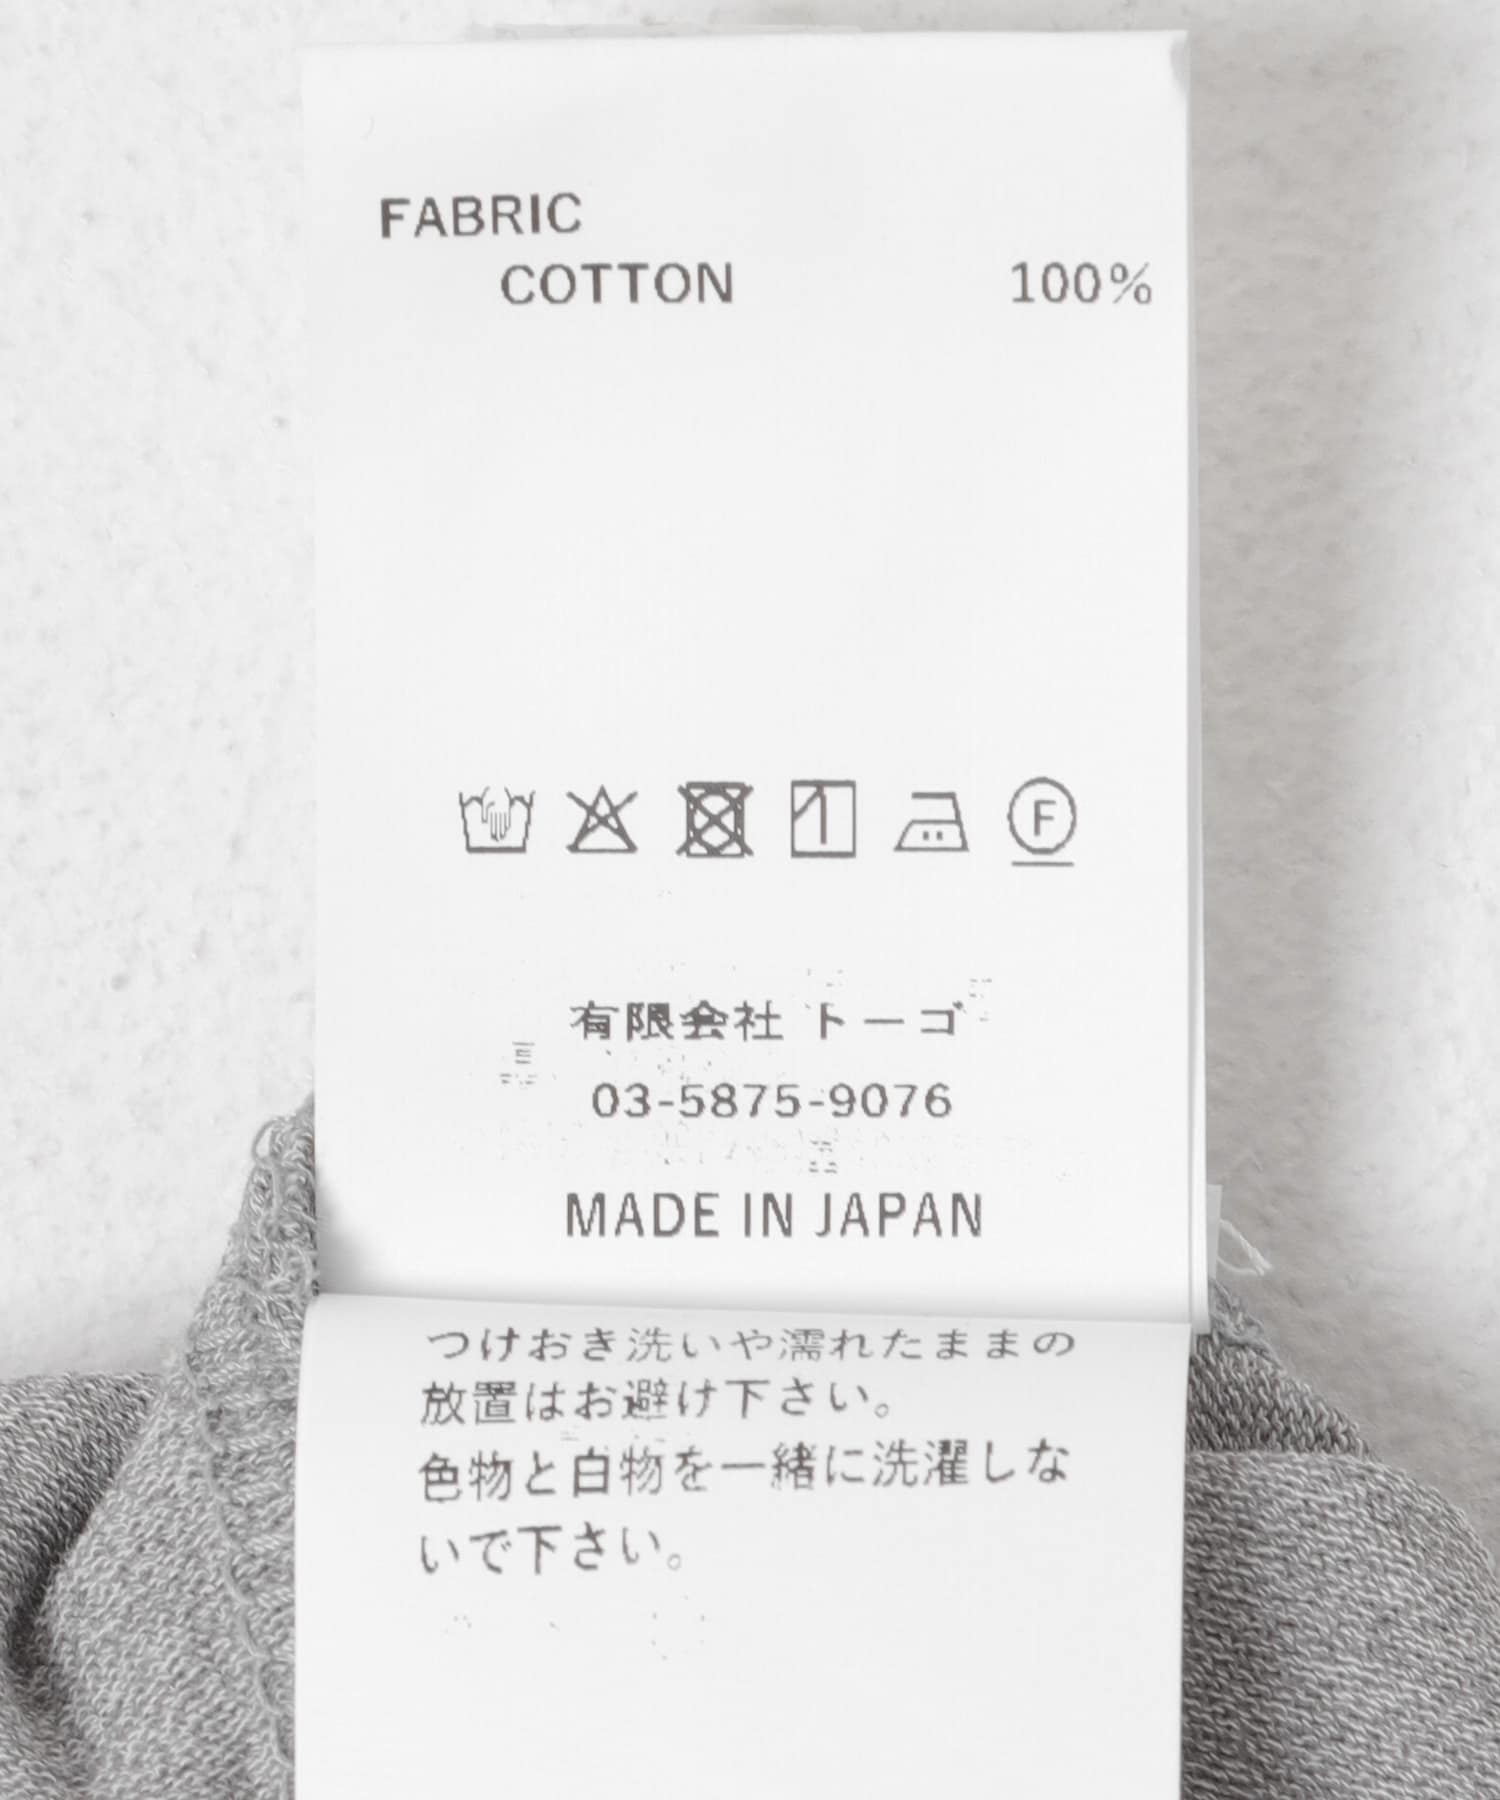 FABRIC
COTTON 100%
F
有限会社 トーゴ
03-5875-9076
MADE IN JAPAN
つけおき洗いや濡れたままの
放置はお避け下さい。
色物と白物を一緒に洗濯しな
いで下さい。